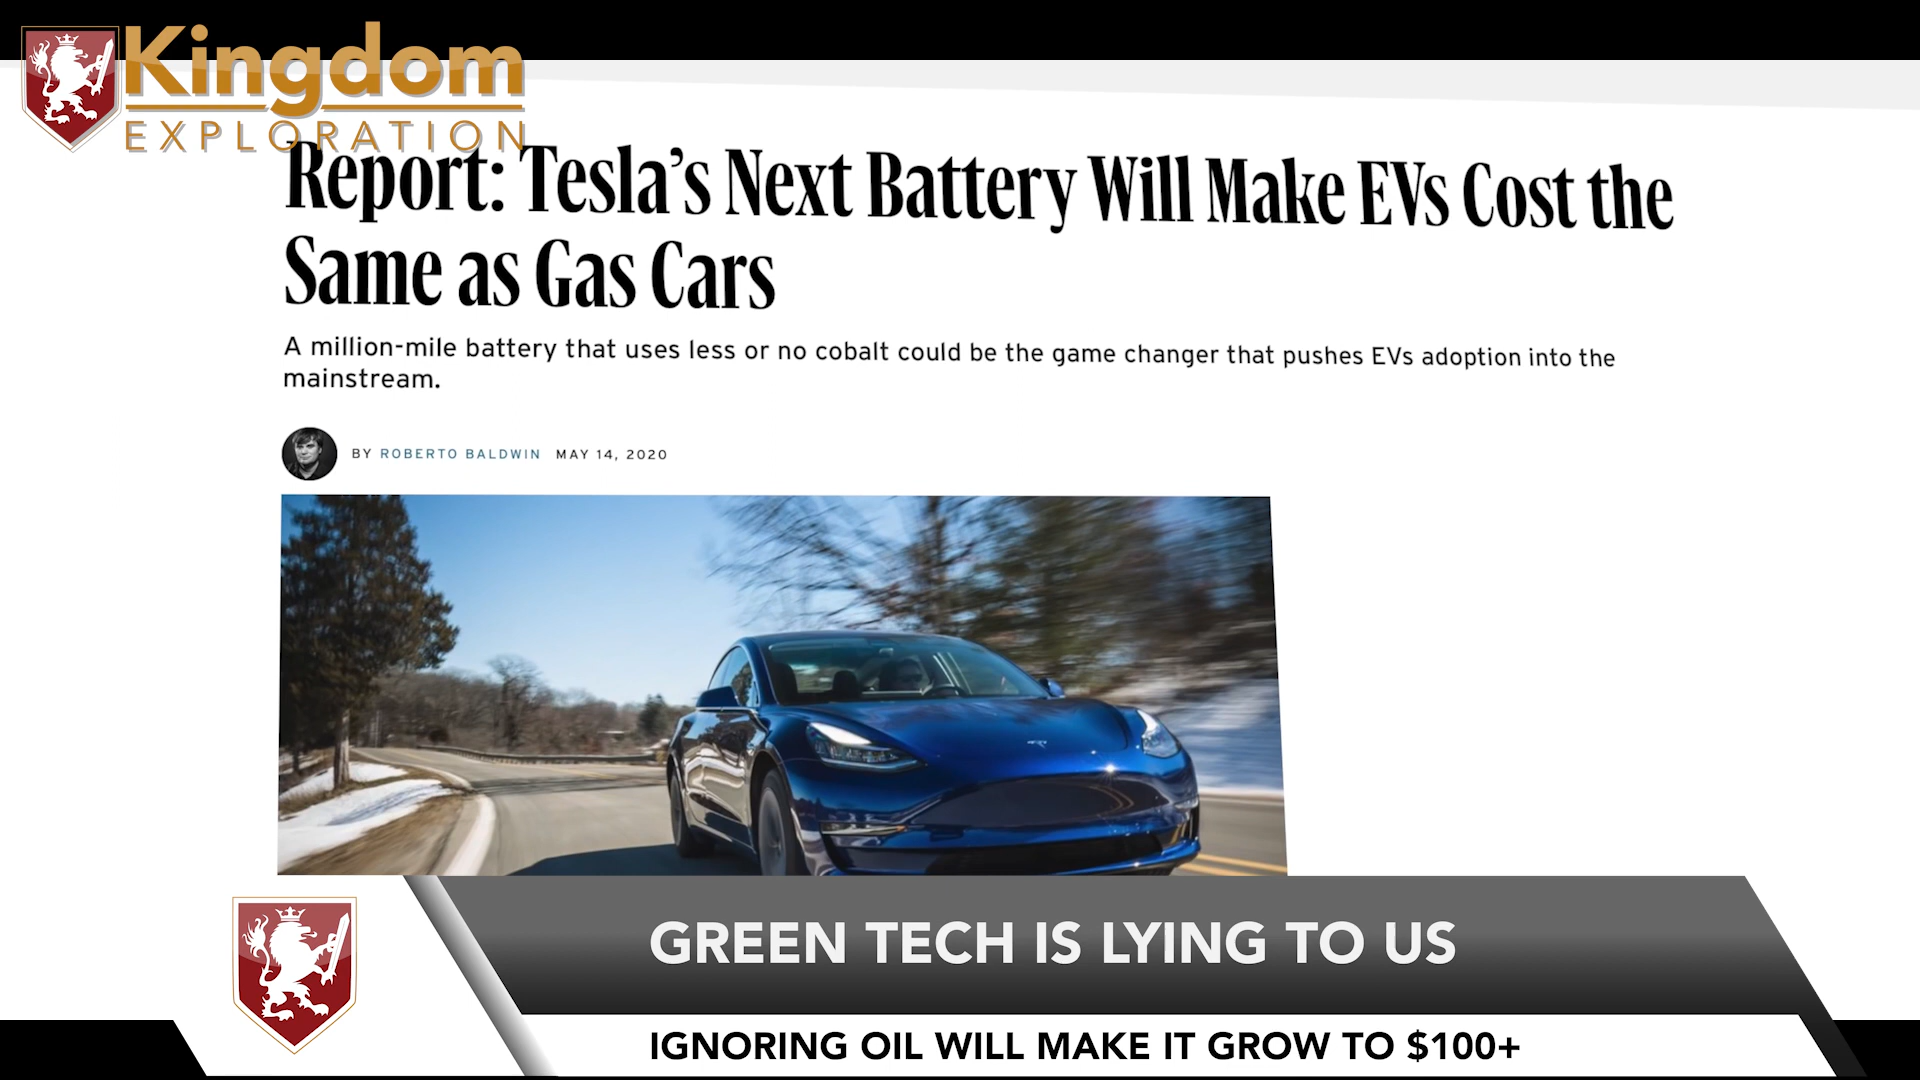 Kingdom
EXPLORATION
Report: Tesla’s Next Battery Will Make EVs Cost the
Same as Gas Cars
A million-mile battery that uses less or no cobalt could be the game changer that pushes EVs adoption into the
mainstream.
BY ROBERTO BALDWIN MAY 14, 2020
GREEN TECH IS LYING TO US
IGNORING OIL WILL MAKE IT GROW TO $100+